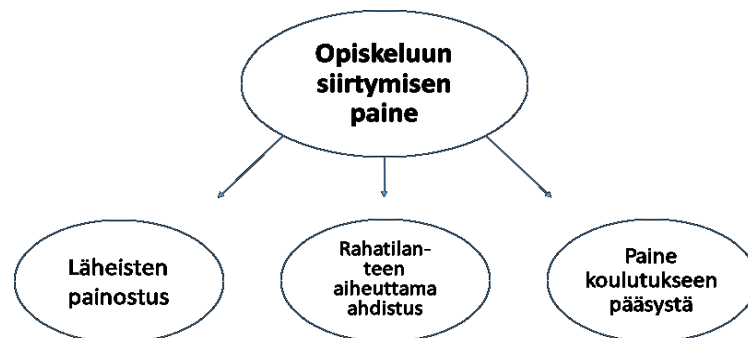 Opiskeluun
siirtymisen
paine
Läheisten
painostus
Rahatilan-
teen
aiheuttama
ahdistus
Paine
koulutukseen
pääsystä